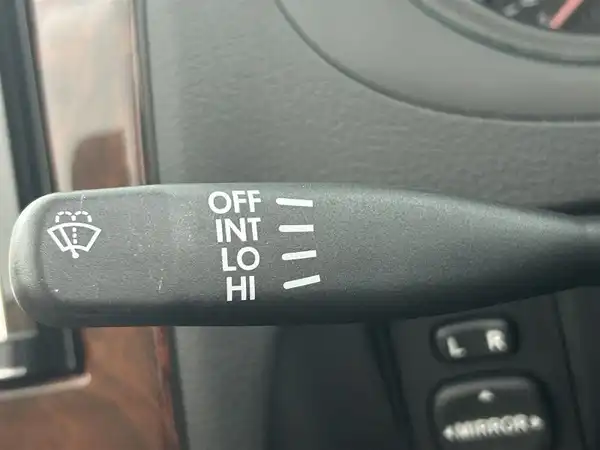 OFF
INT
LO
HI
L R
MIRROR